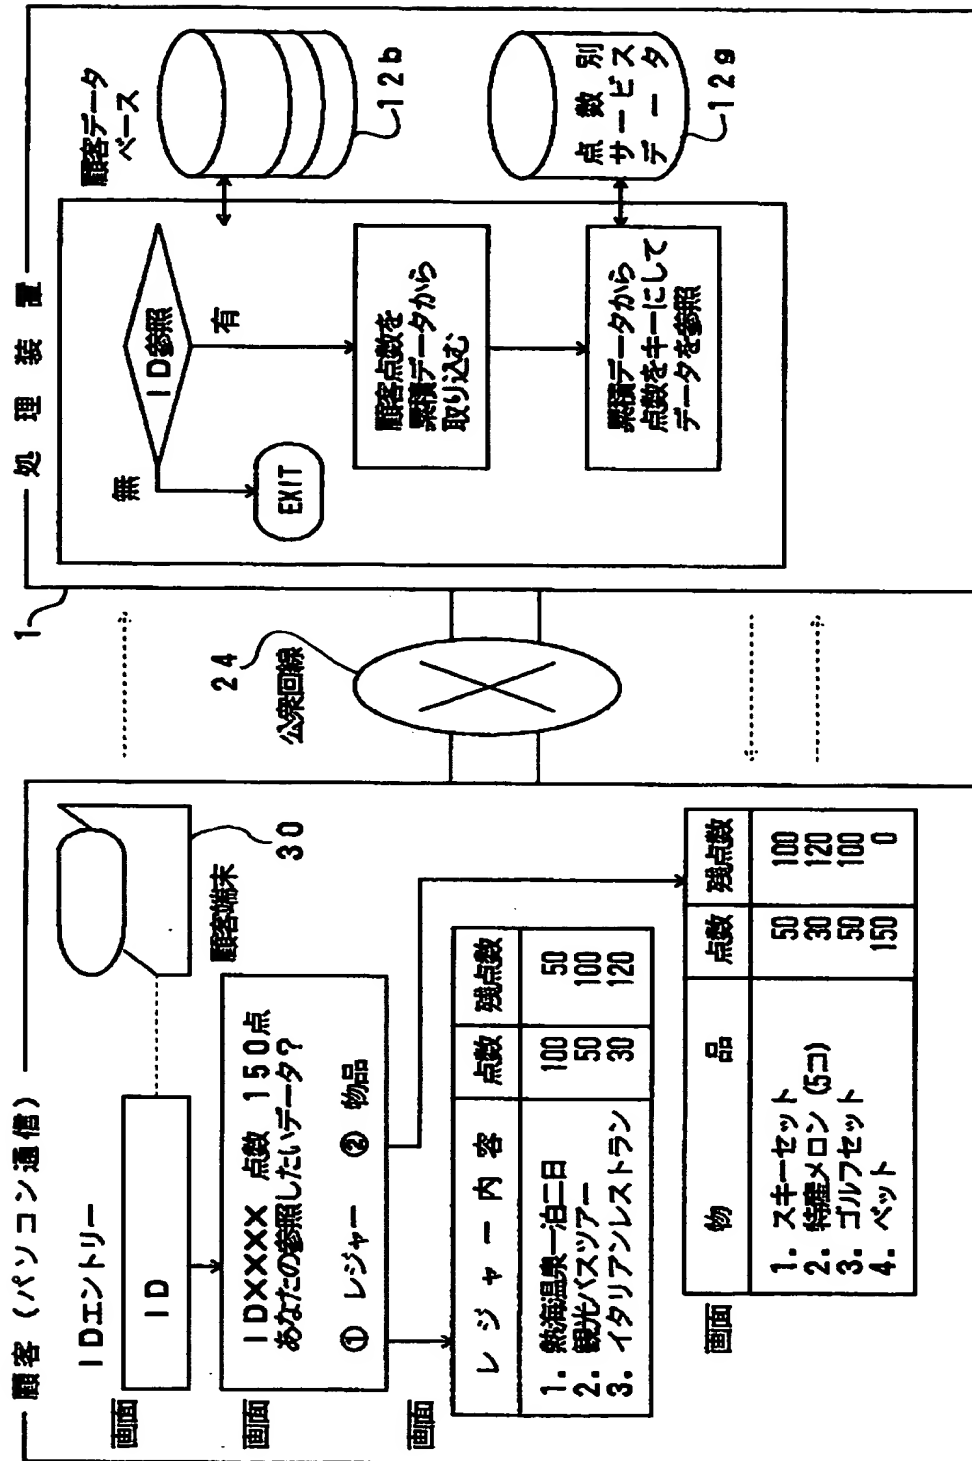 顧客(パソコン通信)
IDエントリー
画面
ID
30
顧客端末
画面
IDXXXX 点数 150点
あなたの参照したいデータ?
① レジャー ② 物品
画面
レジャー内容 点数 残点数
1. 熱海温泉一泊二日 100 50
2. 観光バスツアー 50 100
3. イタリアンレストラン 30 120
画面
物品 点数 残点数
1. スキーセット 50 100
2. 特産メロン(5コ) 30 120
3. ゴルフセット 50 100
4. ベット 150 0
24
公衆回線
1
処理装置
ID参照
無
有
EXIT
顧客点数を
累積データから
取り込む
累積データから
点数をキーにして
データを参照
顧客データ
ベース
12b
点数別
サービス
データ
12g